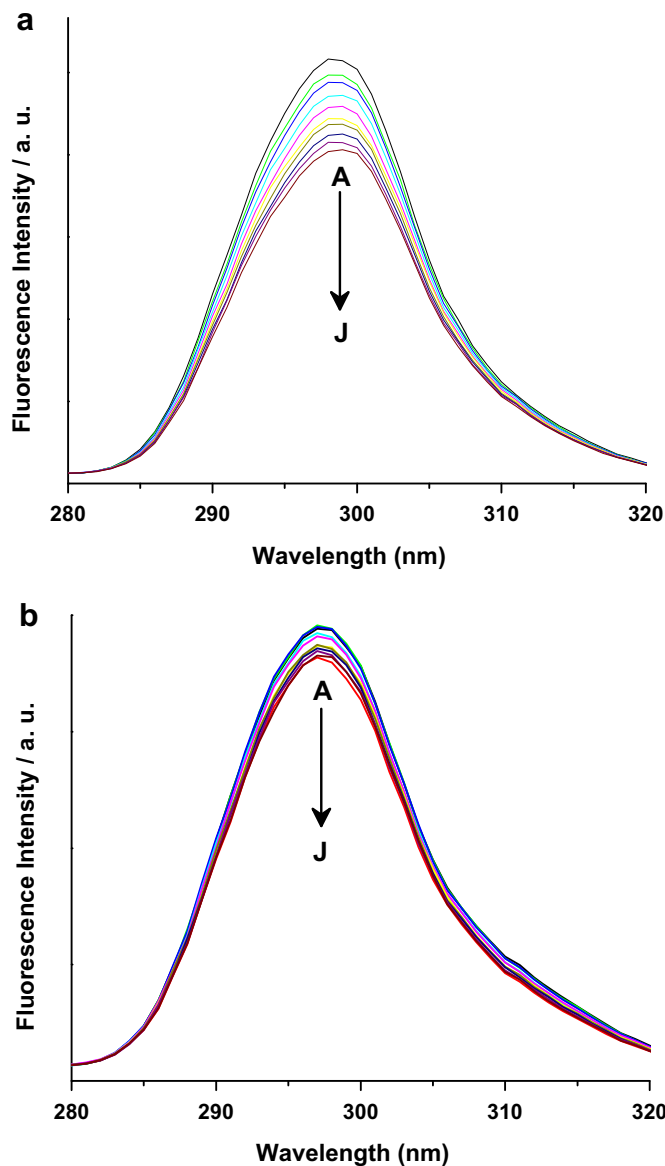 a
Fluorescence Intensity / a. u.
A
J
280 290 300 310 320
Wavelength (nm)
b
Fluorescence Intensity / a. u.
A
J
280 290 300 310 320
Wavelength (nm)